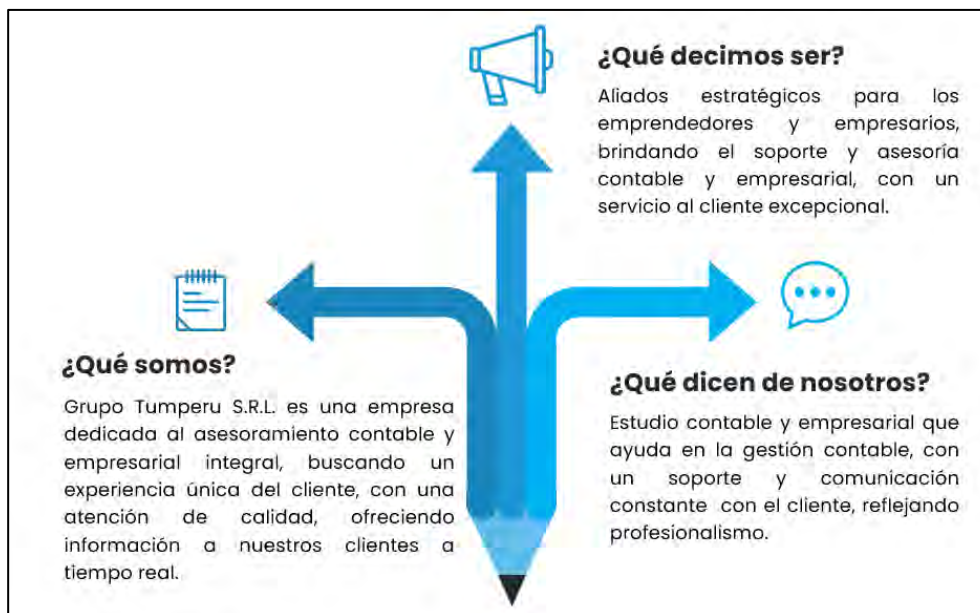 ¿Qué decimos ser?
Aliados estratégicos para los
emprendedores y empresarios,
brindando el soporte y asesoría
contable y empresarial, con un
servicio al cliente excepcional.
¿Qué somos?
Grupo Tumperu S.R.L. es una empresa
dedicada al asesoramiento contable y
empresarial integral, buscando un
experiencia única del cliente, con una
atención de calidad, ofreciendo
información a nuestros clientes a
tiempo real.
¿Qué dicen de nosotros?
Estudio contable y empresarial que
ayuda en la gestión contable, con
un soporte y comunicación
constante con el cliente, reflejando
profesionalismo.